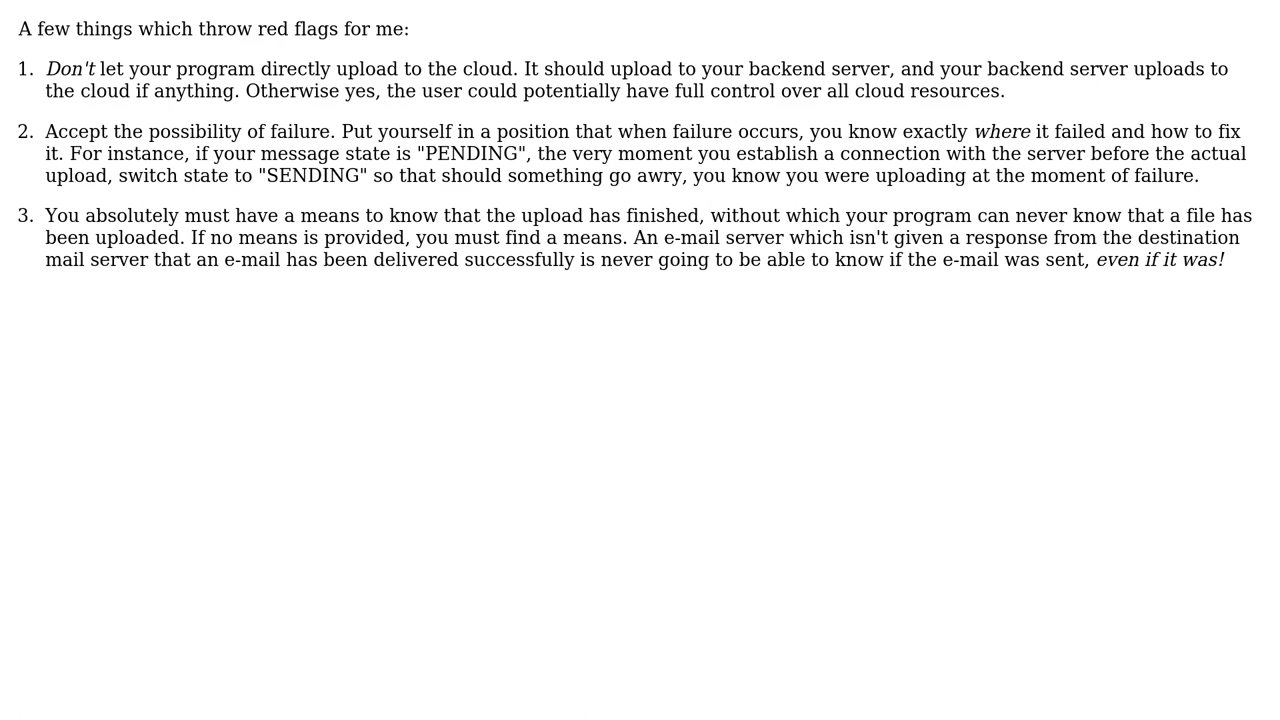 A few things which throw red flags for me:
1. Don't let your program directly upload to the cloud. It should upload to your backend server, and your backend server uploads to
the cloud if anything. Otherwise yes, the user could potentially have full control over all cloud resources.
2. Accept the possibility of failure. Put yourself in a position that when failure occurs, you know exactly where it failed and how to fix
it. For instance, if your message state is "PENDING", the very moment you establish a connection with the server before the actual
upload, switch state to "SENDING" so that should something go awry, you know you were uploading at the moment of failure.
3. You absolutely must have a means to know that the upload has finished, without which your program can never know that a file has
been uploaded. If no means is provided, you must find a means. An e-mail server which isn't given a response from the destination
mail server that an e-mail has been delivered successfully is never going to be able to know if the e-mail was sent, even if it was!